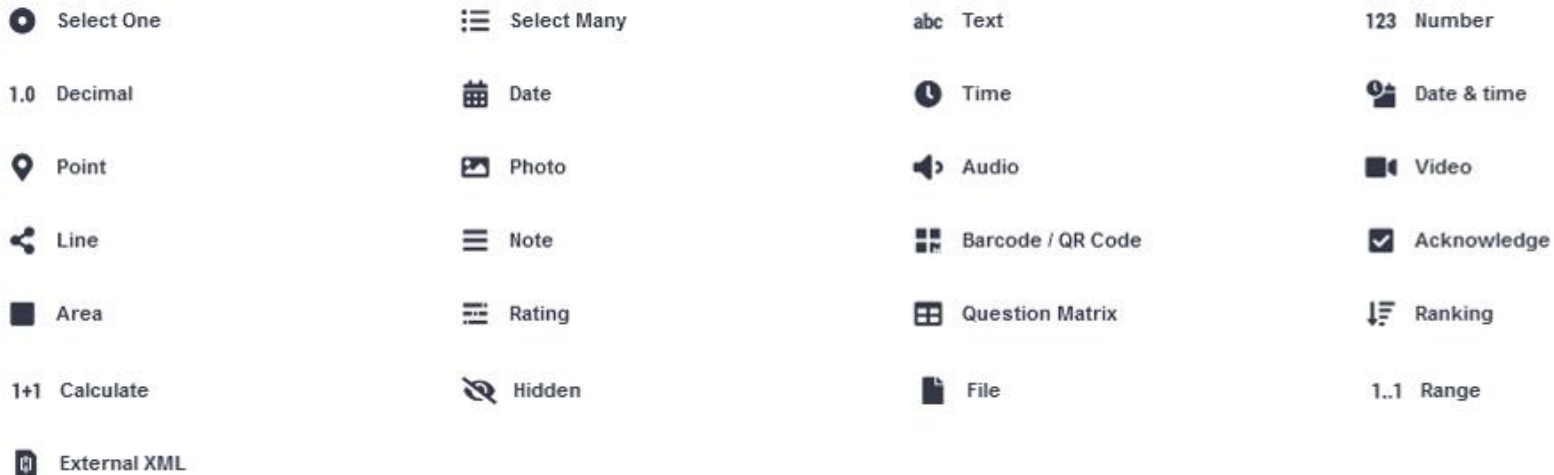 Select One Select Many abc Text 123 Number
1.0 Decimal Date Time Date & time
Point Photo Audio Video
Line Note Barcode / QR Code Acknowledge
Area Rating Question Matrix Ranking
1+1 Calculate Hidden File 1..1 Range
External XML